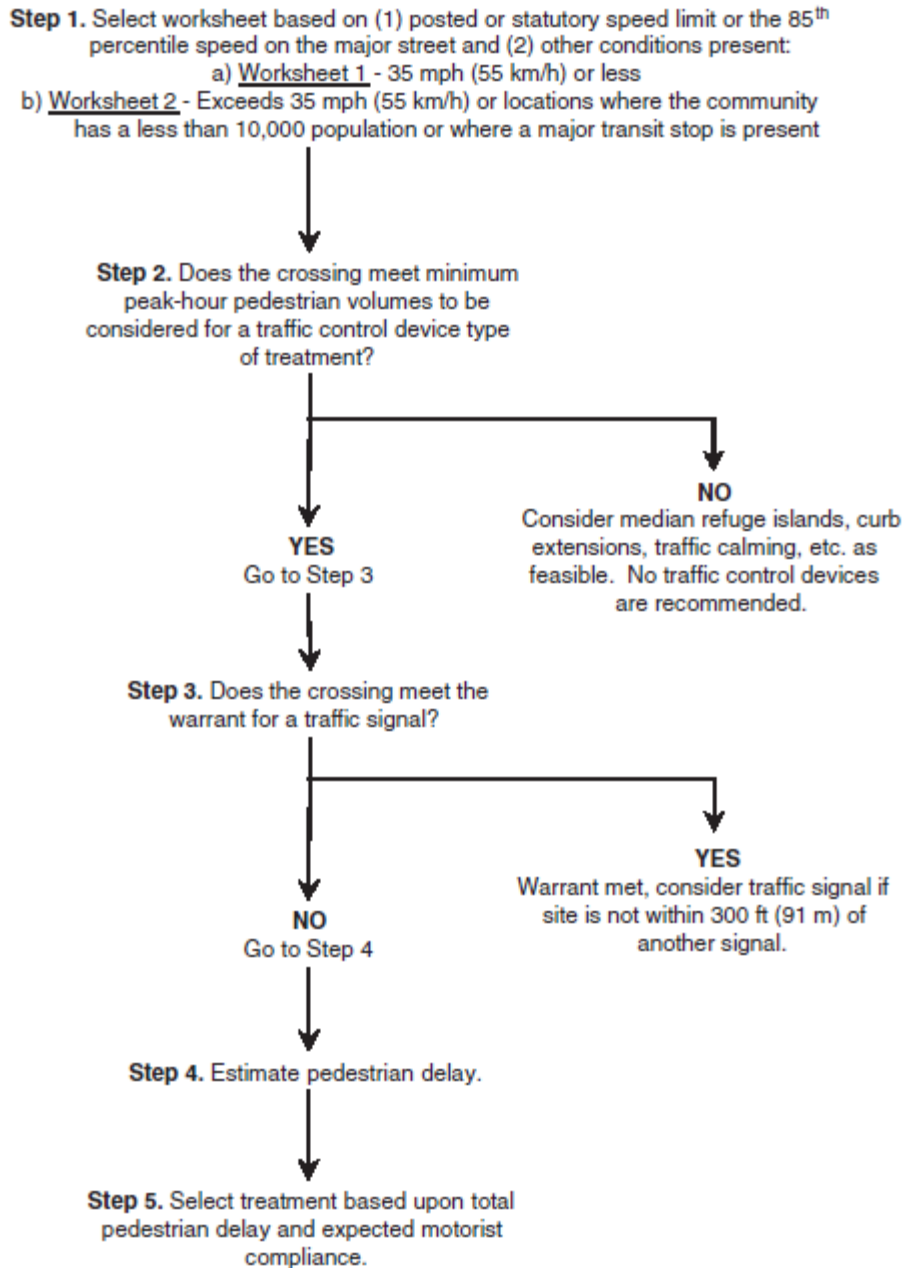 Step 1. Select worksheet based on (1) posted or statutory speed limit or the 85th
percentile speed on the major street and (2) other conditions present:
a) Worksheet 1 - 35 mph (55 km/h) or less
b) Worksheet 2 - Exceeds 35 mph (55 km/h) or locations where the community
has a less than 10,000 population or where a major transit stop is present
Step 2. Does the crossing meet minimum
peak-hour pedestrian volumes to be
considered for a traffic control device type
of treatment?
NO
Consider median refuge islands, curb
extensions, traffic calming, etc. as
feasible. No traffic control devices
are recommended.
YES
Go to Step 3
Step 3. Does the crossing meet the
warrant for a traffic signal?
YES
Warrant met, consider traffic signal if
site is not within 300 ft (91 m) of
another signal.
NO
Go to Step 4
Step 4. Estimate pedestrian delay.
Step 5. Select treatment based upon total
pedestrian delay and expected motorist
compliance.